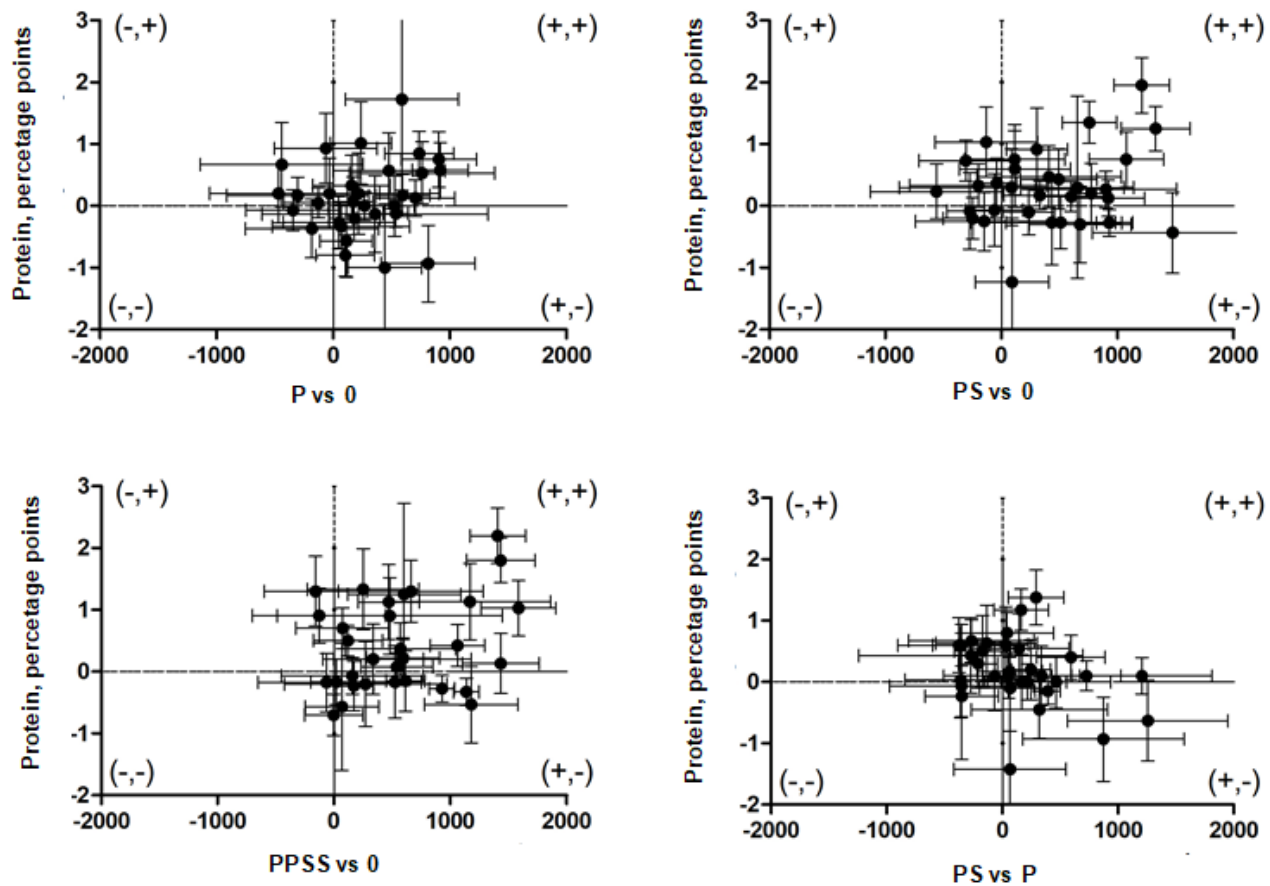 (-,+) (+,+)
Protein, percetage points
3
2
1
0
-1
-2
(-,-) (+,-)
-2000 -1000 0 1000 2000
P vs 0
(-,+) (+,+)
Protein, percetage points
3
2
1
0
-1
-2
(-,-) (+,-)
-2000 -1000 0 1000 2000
PS vs 0
(-,+) (+,+)
Protein, percetage points
3
2
1
0
-1
-2
(-,-) (+,-)
-2000 -1000 0 1000 2000
PPSS vs 0
(-,+) (+,+)
Protein, percetage points
3
2
1
0
-1
-2
(-,-) (+,-)
-2000 -1000 0 1000 2000
PS vs P